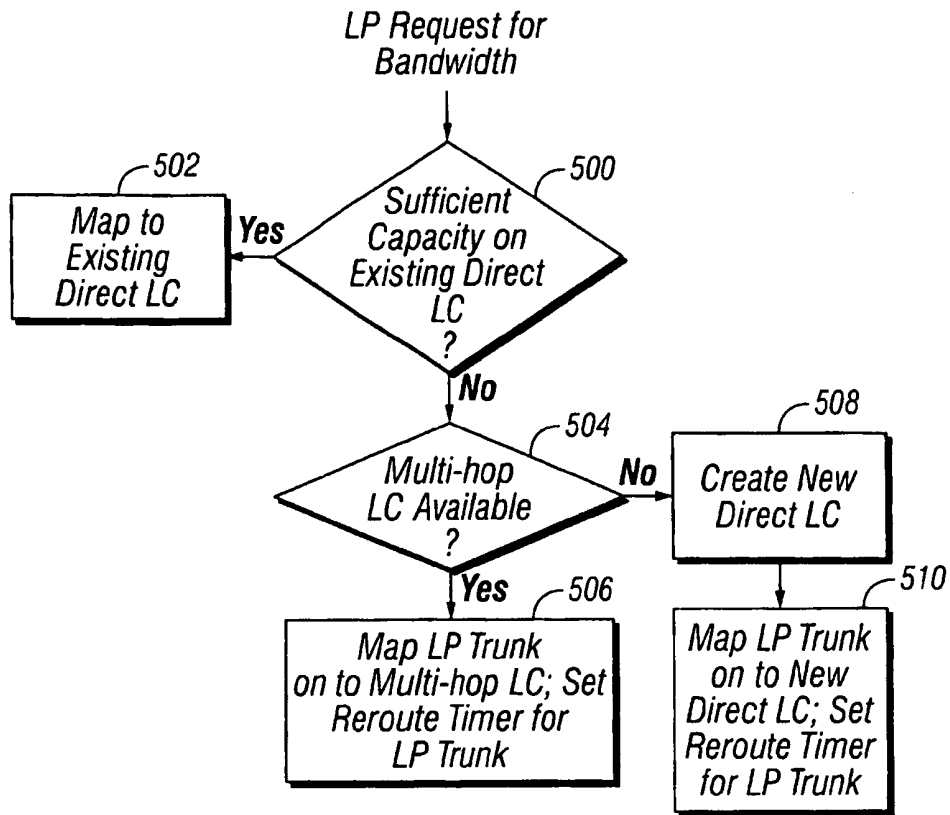 LP Request for
Bandwidth
500
Sufficient
Capacity on
Existing Direct
LC
?
Yes
502
Map to
Existing
Direct LC
No
504
Multi-hop
LC Available
?
No
508
Create New
Direct LC
Yes
506
Map LP Trunk
on to Multi-hop LC; Set
Reroute Timer for
LP Trunk
510
Map LP Trunk
on to New
Direct LC; Set
Reroute Timer
for LP Trunk